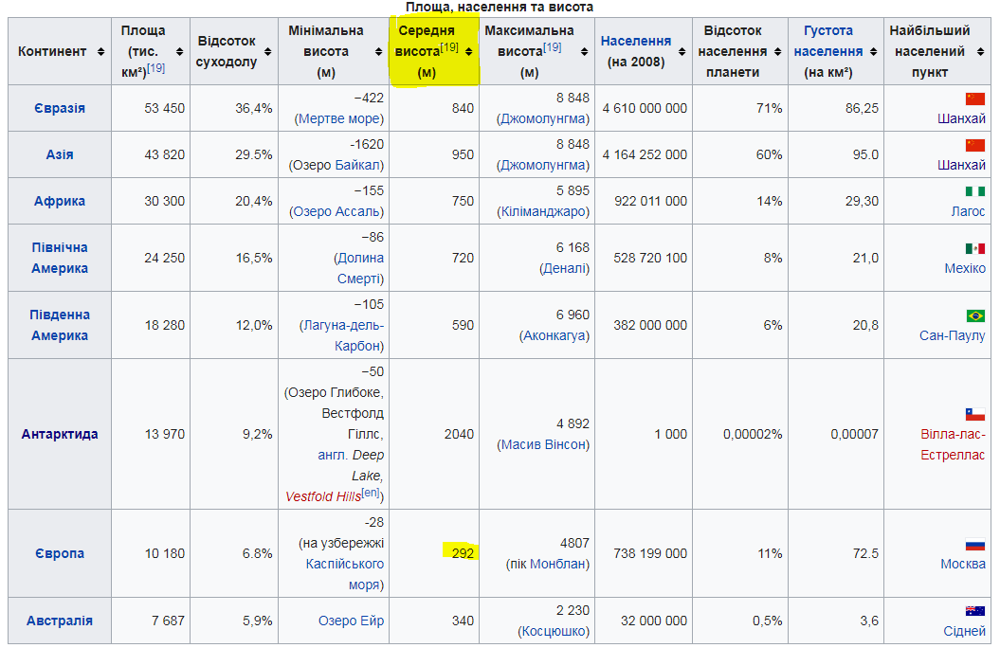 Площа, населення та висота
Континент
Площа
(тис.
км²)[19]
Відсоток
суходолу
Мінімальна
висота
(м)
Середня
висота[19]
(м)
Максимальна
висота[19]
(м)
Населення
(на 2008)
Відсоток
населення
планети
Густота
населення
(на км²)
Найбільший
населений
пункт
Євразія
53 450
36,4%
−422
(Мертве море)
840
8 848
(Джомолунгма)
4 610 000 000
71%
86,25
Шанхай
Азія
43 820
29.5%
-1620
(Озеро Байкал)
950
8 848
(Джомолунгма)
4 164 252 000
60%
95.0
Шанхай
Африка
30 300
20,4%
−155
(Озеро Ассаль)
750
5 895
(Кіліманджаро)
922 011 000
14%
29,30
Лагос
Північна
Америка
24 250
16,5%
−86
(Долина
Смерті)
720
6 168
(Деналі)
528 720 100
8%
21,0
Мехіко
Південна
Америка
18 280
12,0%
−105
(Лагуна-дель-
Карбон)
590
6 960
(Аконкагуа)
382 000 000
6%
20,8
Сан-Паулу
Антарктида
13 970
9,2%
−50
(Озеро Глибоке,
Вестфолд
Гіллс,
англ. Deep
Lake,
Vestfold Hills[en])
2040
4 892
(Масив Вінсон)
1 000
0,00002%
0,00007
Вілла-лас-
Естреллас
Європа
10 180
6.8%
-28
(на узбережжі
Каспійського
моря)
292
4807
(пік Монблан)
738 199 000
11%
72.5
Москва
Австралія
7 687
5,9%
Озеро Ейр
340
2 230
(Косцюшко)
32 000 000
0,5%
3,6
Сідней